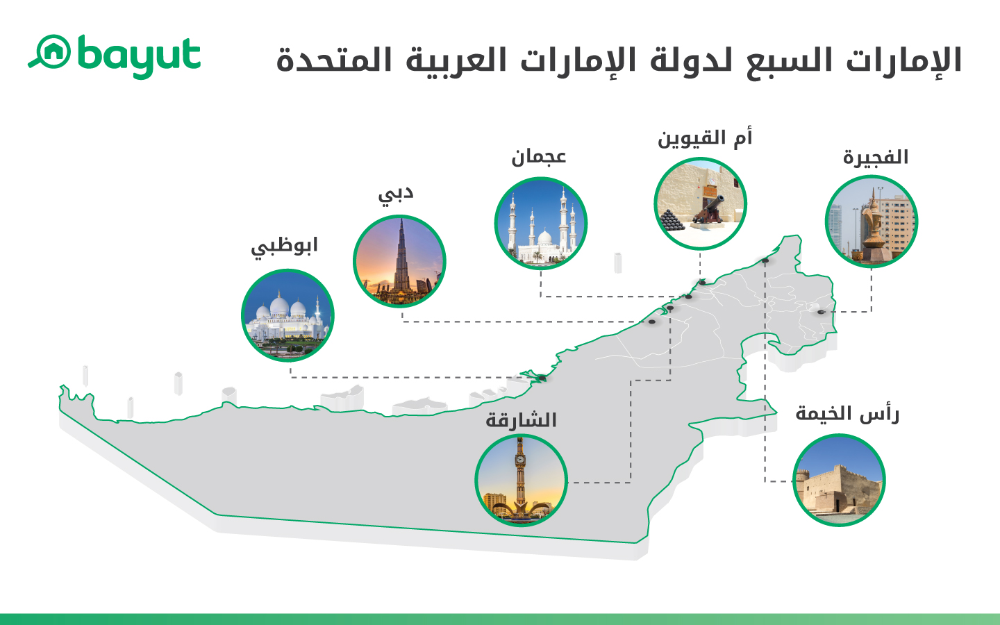 bayut
الإمارات السبع لدولة الإمارات العربية المتحدة
أم القيوين
الفجيرة
عجمان
دبي
ابوظبي
رأس الخيمة
الشارقة